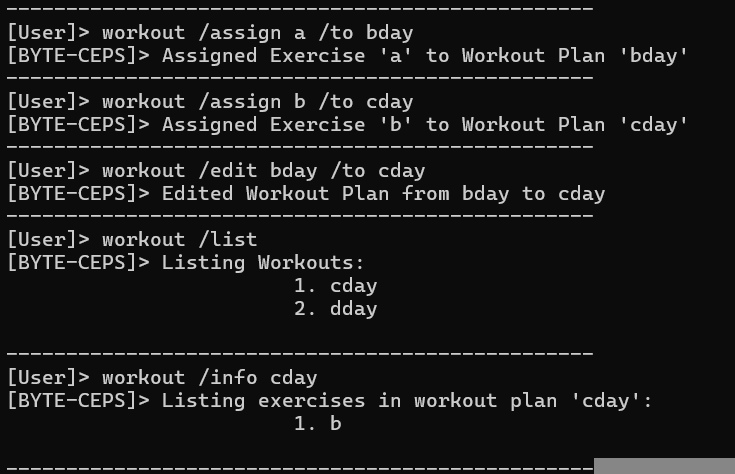 -------------------------------------------------
[User]> workout /assign a /to bday
[BYTE-CEPS]> Assigned Exercise 'a' to Workout Plan 'bday'
-------------------------------------------------
[User]> workout /assign b /to cday
[BYTE-CEPS]> Assigned Exercise 'b' to Workout Plan 'cday'
-------------------------------------------------
[User]> workout /edit bday /to cday
[BYTE-CEPS]> Edited Workout Plan from bday to cday
-------------------------------------------------
[User]> workout /list
[BYTE-CEPS]> Listing Workouts:
                        1. cday
                        2. dday

-------------------------------------------------
[User]> workout /info cday
[BYTE-CEPS]> Listing exercises in workout plan 'cday':
                        1. b

-------------------------------------------------